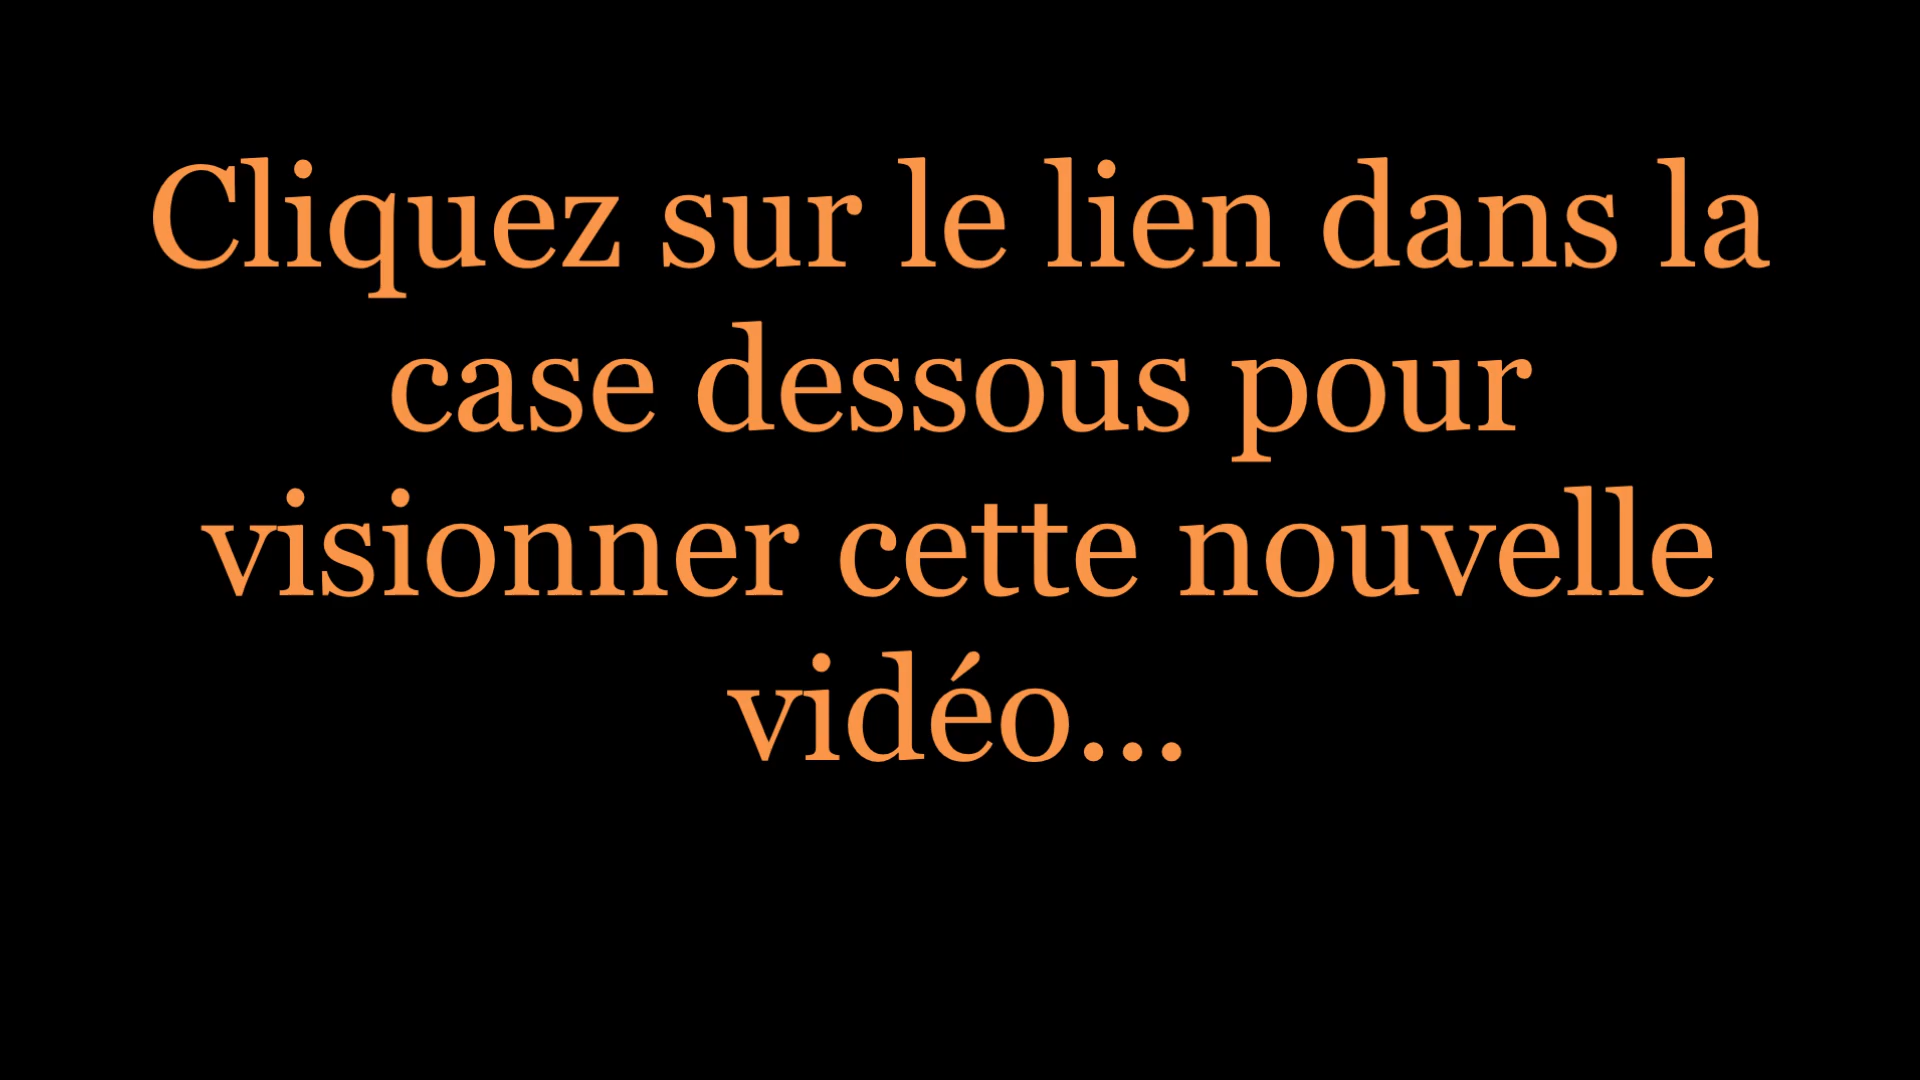 Cliquez sur le lien dans la
case dessous pour
visionner cette nouvelle
vidéo...